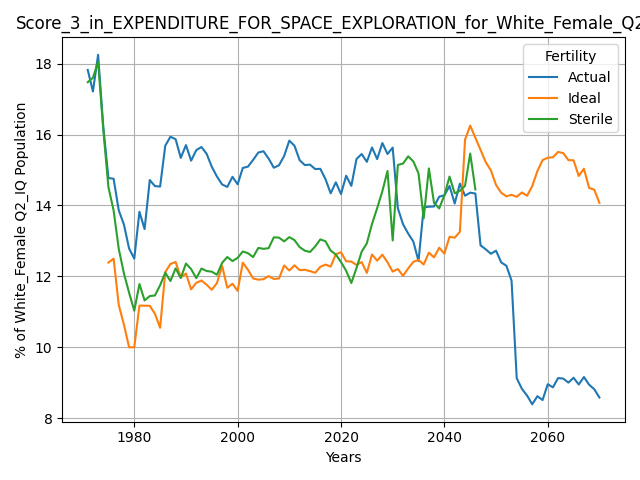 Score_3_in_EXPENDITURE_FOR_SPACE_EXPLORATION_for_White_Female_Q2
Fertility
Actual
Ideal
Sterile
% of White_Female Q2_IQ Population
18
16
14
12
10
8
1980 2000 2020 2040 2060
Years